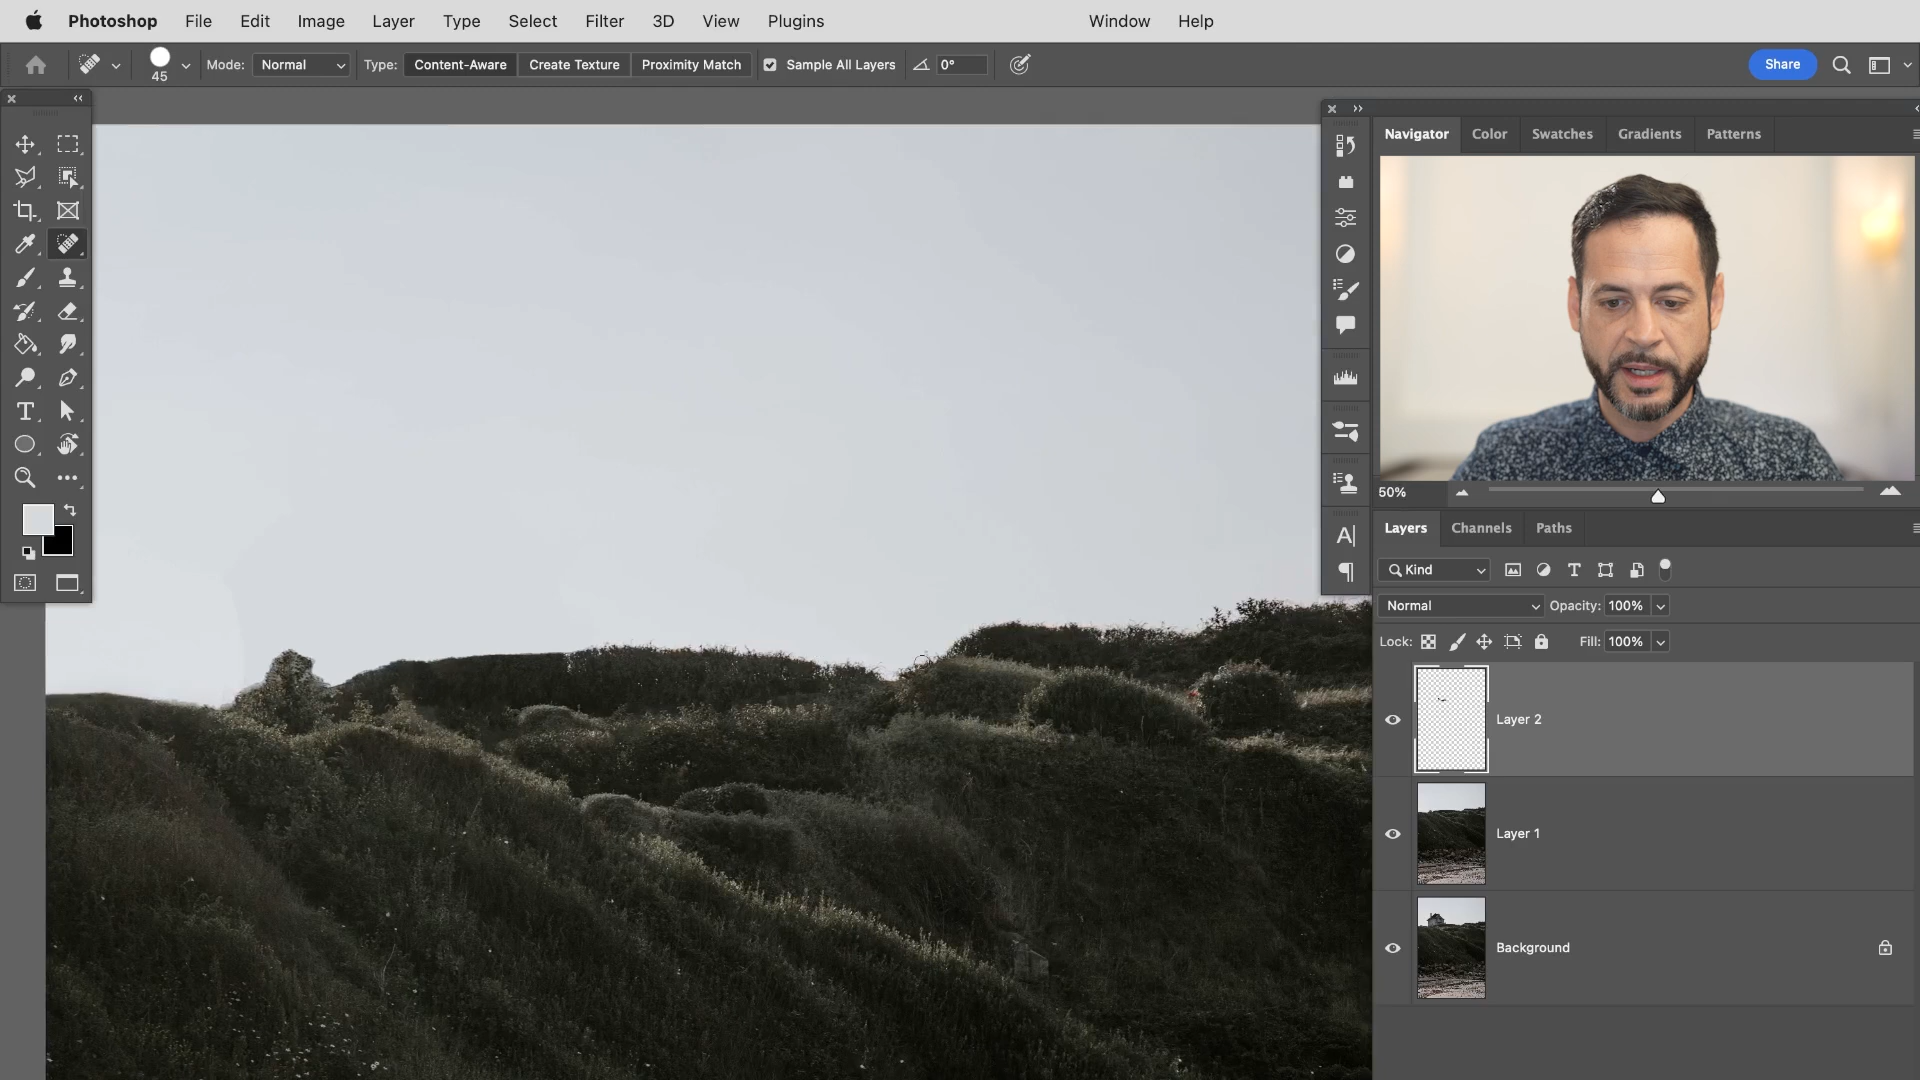 Photoshop File Edit Image Layer Type Select Filter 3D View Plugins Window Help
45 Mode: Normal Type: Content-Aware Create Texture Proximity Match Sample All Layers 0° Share
Navigator Color Swatches Gradients Patterns
50%
Layers Channels Paths
Kind
Normal Opacity: 100%
Lock: Fill: 100%
Layer 2
Layer 1
Background